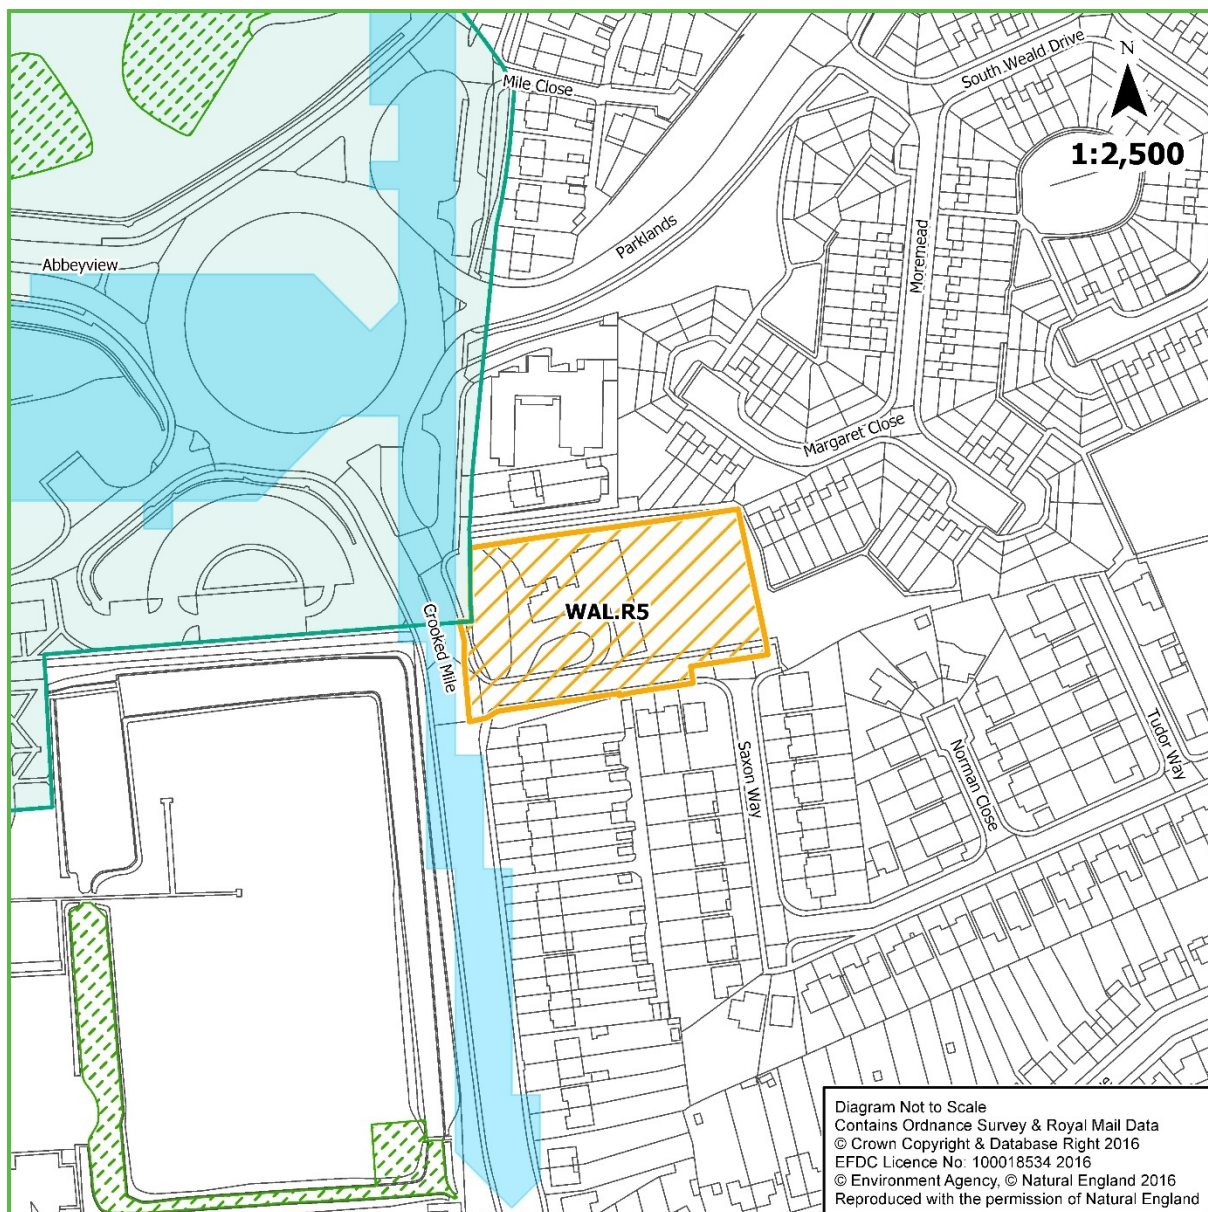 South Weald Drive
N
1:2,500
Mile Close
Parklands
Abbeyview
Moremead
Margaret Close
WAL.R5
Crooked Mile
Saxon Way
Norman Close
Tudor Way
Diagram Not to Scale
Contains Ordnance Survey & Royal Mail Data
© Crown Copyright & Database Right 2016
EFDC Licence No: 100018534 2016
© Environment Agency, © Natural England 2016
Reproduced with the permission of Natural England